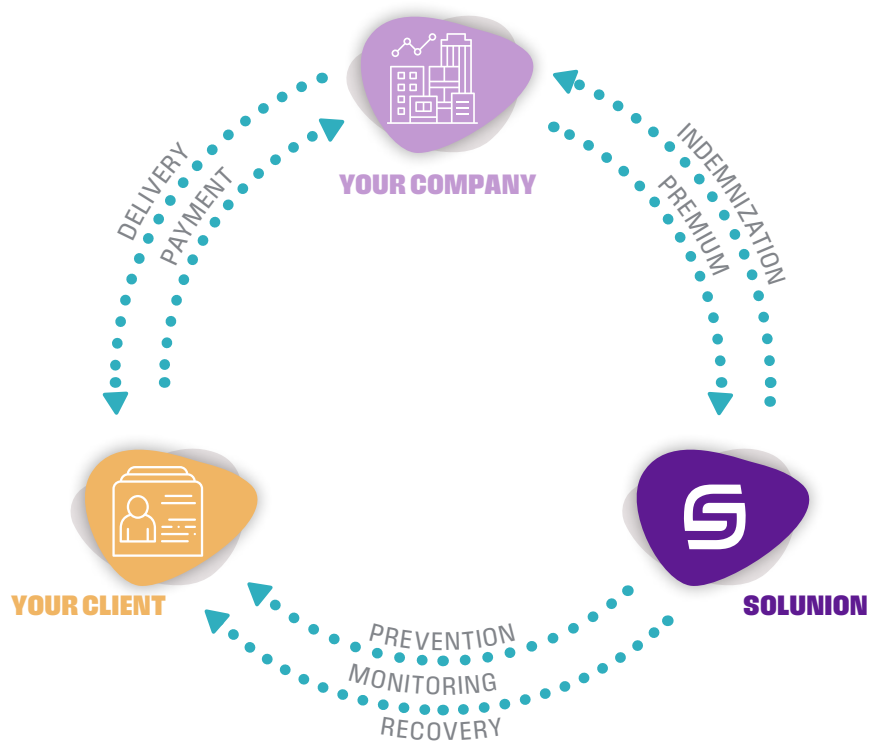 YOUR COMPANY
DELIVERY
PAYMENT
PREMIUM
INDEMNIZATION
YOUR CLIENT
SOLUNION
PREVENTION
MONITORING
RECOVERY